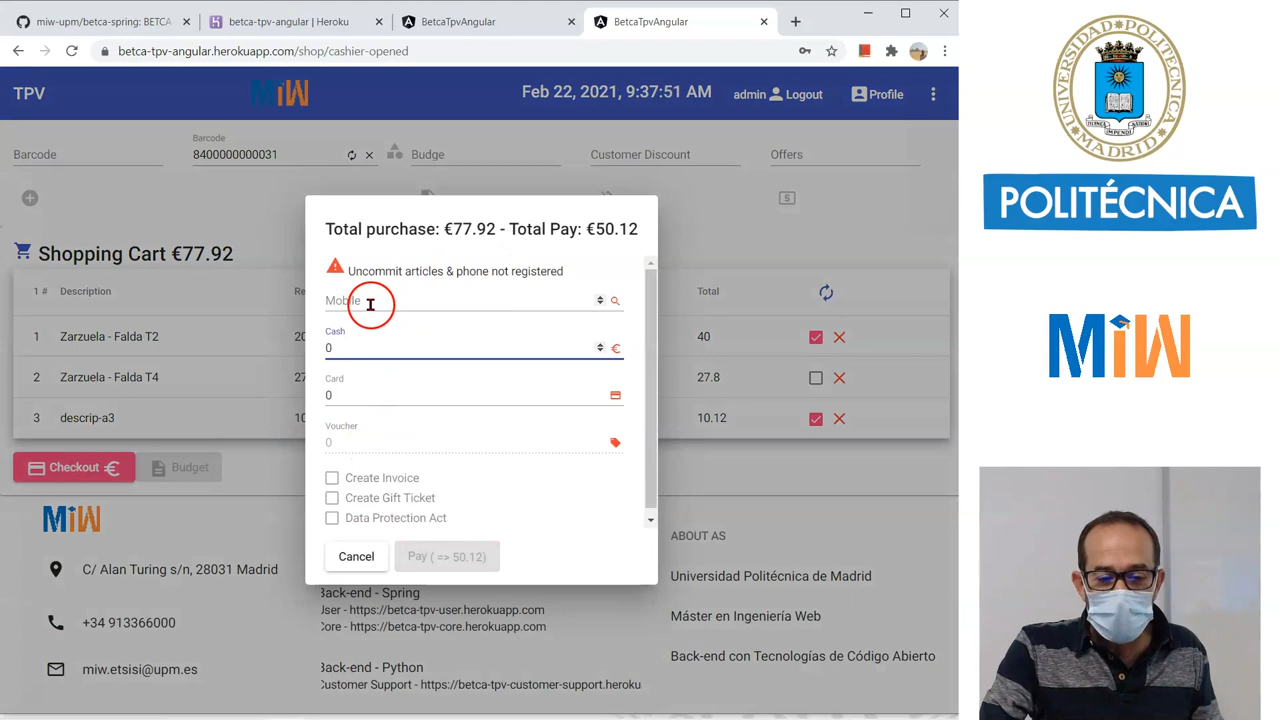 miw-upm/betca-spring: BETCA
betca-tpv-angular | Heroku
BetcaTpvAngular
BetcaTpvAngular
betca-tpv-angular.herokuapp.com/shop/cashier-opened
TPV
MiW
Feb 22, 2021, 9:37:51 AM
admin Logout
Profile
Barcode
Barcode
8400000000031
Budge
Customer Discount
Offers
Shopping Cart €77.92
1 # Description
Total
1 Zarzuela - Falda T2
40
2 Zarzuela - Falda T4
27.8
3 descrip-a3
10.12
Checkout
Budget
Total purchase: €77.92 - Total Pay: €50.12
Uncommit articles & phone not registered
Mobile
Cash
0
Card
0
Voucher
0
Create Invoice
Create Gift Ticket
Data Protection Act
Cancel
Pay ( => 50.12)
MiW
C/ Alan Turing s/n, 28031 Madrid
+34 913366000
miw.etsisi@upm.es
Back-end - Spring
User - https://betca-tpv-user.herokuapp.com
Core - https://betca-tpv-core.herokuapp.com
Back-end - Python
Customer Support - https://betca-tpv-customer-support.heroku
ABOUT AS
Universidad Politécnica de Madrid
Máster en Ingeniería Web
Back-end con Tecnologías de Código Abierto
UNIVERSIDAD POLITÉCNICA DE MADRID
POLITÉCNICA
MiW